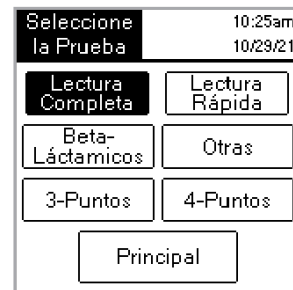 Seleccione 10:25am
la Prueba 10/29/21
Lectura Lectura
Completa Rápida
Beta- Otras
Láctamicos
3-Puntos 4-Puntos
Principal